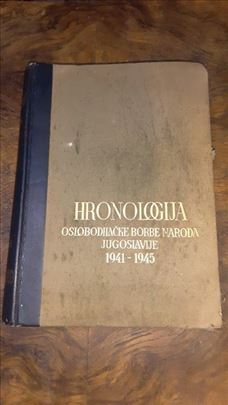 HRONOLOGIJA
OSLOBODILAČKE BORBE NARODA
JUGOSLAVIJE
1941-1945